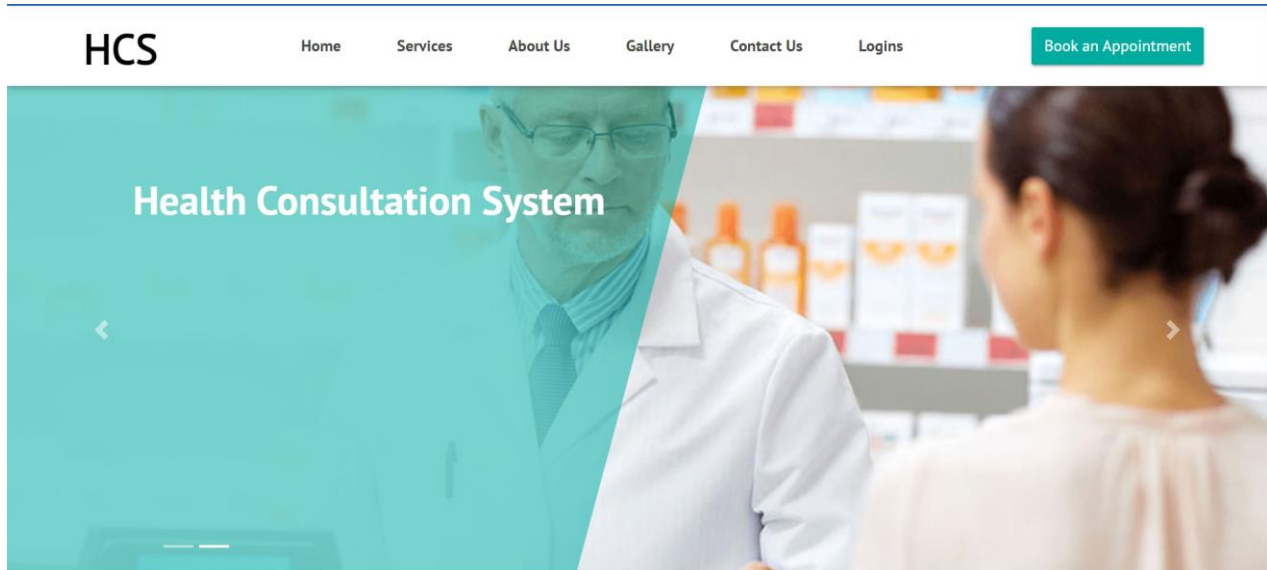 HCS
Home Services About Us Gallery Contact Us Logins
Book an Appointment
Health Consultation System